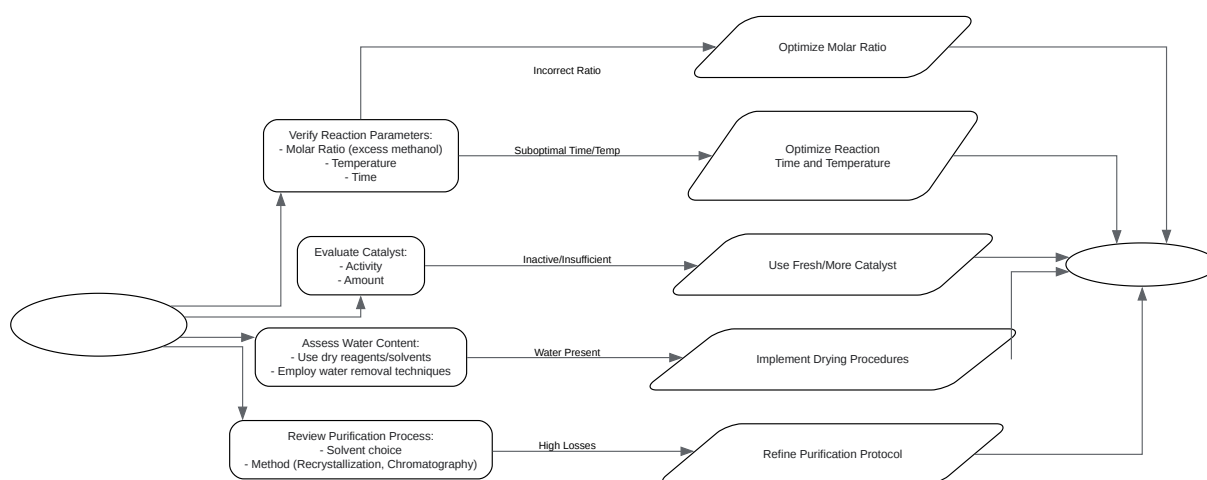 Optimize Molar Ratio
Incorrect Ratio
Verify Reaction Parameters:
- Molar Ratio (excess methanol)
- Temperature
- Time
Suboptimal Time/Temp
Optimize Reaction
Time and Temperature
Evaluate Catalyst:
- Activity
- Amount
Inactive/Insufficient
Use Fresh/More Catalyst
Assess Water Content:
- Use dry reagents/solvents
- Employ water removal techniques
Water Present
Implement Drying Procedures
Review Purification Process:
- Solvent choice
- Method (Recrystallization, Chromatography)
High Losses
Refine Purification Protocol